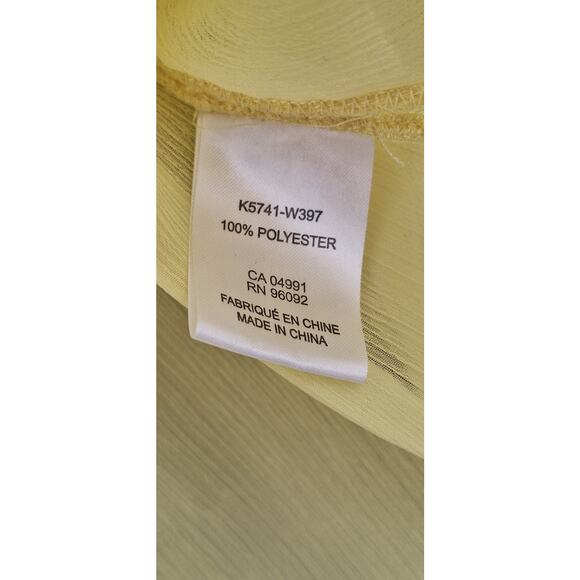 K5741-W397
100% POLYESTER
CA 04991
RN 96092
FABRIQUÉ EN CHINE
MADE IN CHINA